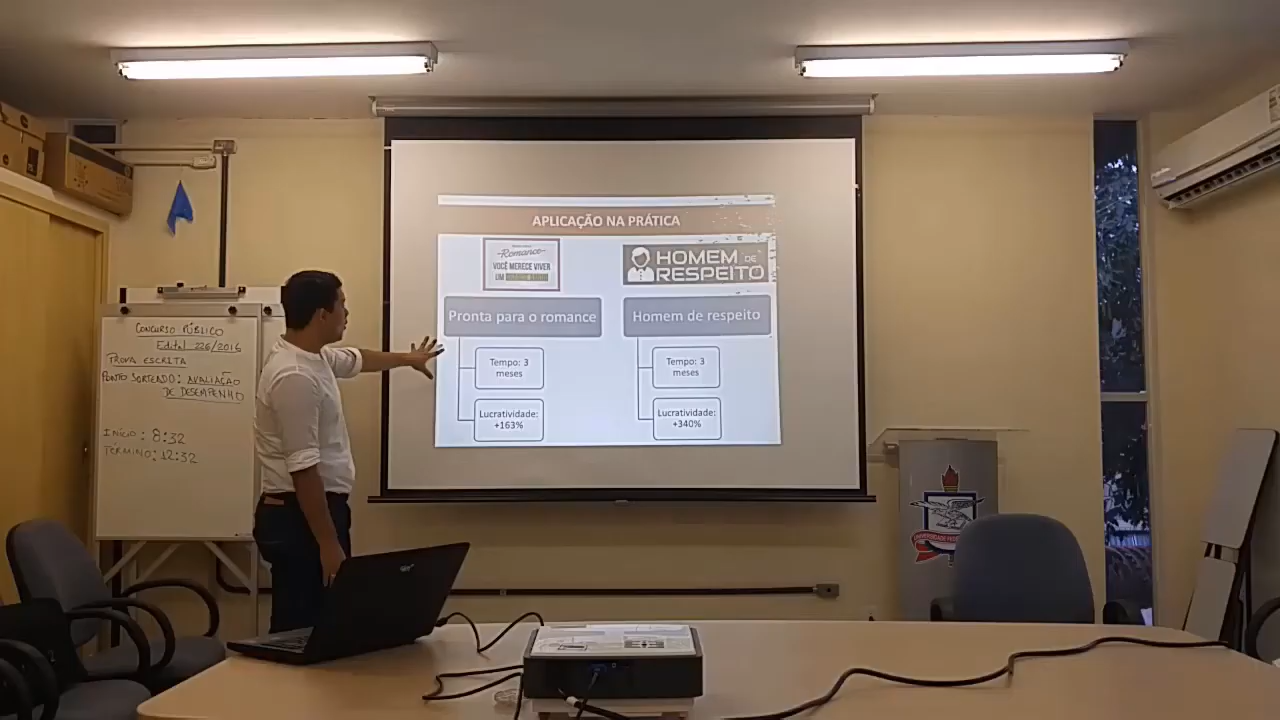 CONCURSO PÚBLICO
Edital 226/2016
PROVA ESCRITA
PONTO SORTEADO: AVALIAÇÃO
DE DESEMPENHO
INÍCIO: 8:32
TÉRMINO: 12:32
APLICAÇÃO NA PRÁTICA
Romance
VOCÊ MERECE VIVER
UM
HOMEM DE
RESPEITO
Pronta para o romance
Homem de respeito
Tempo: 3
meses
Tempo: 3
meses
Lucratividade:
+163%
Lucratividade:
+340%
UNIVERSIDADE